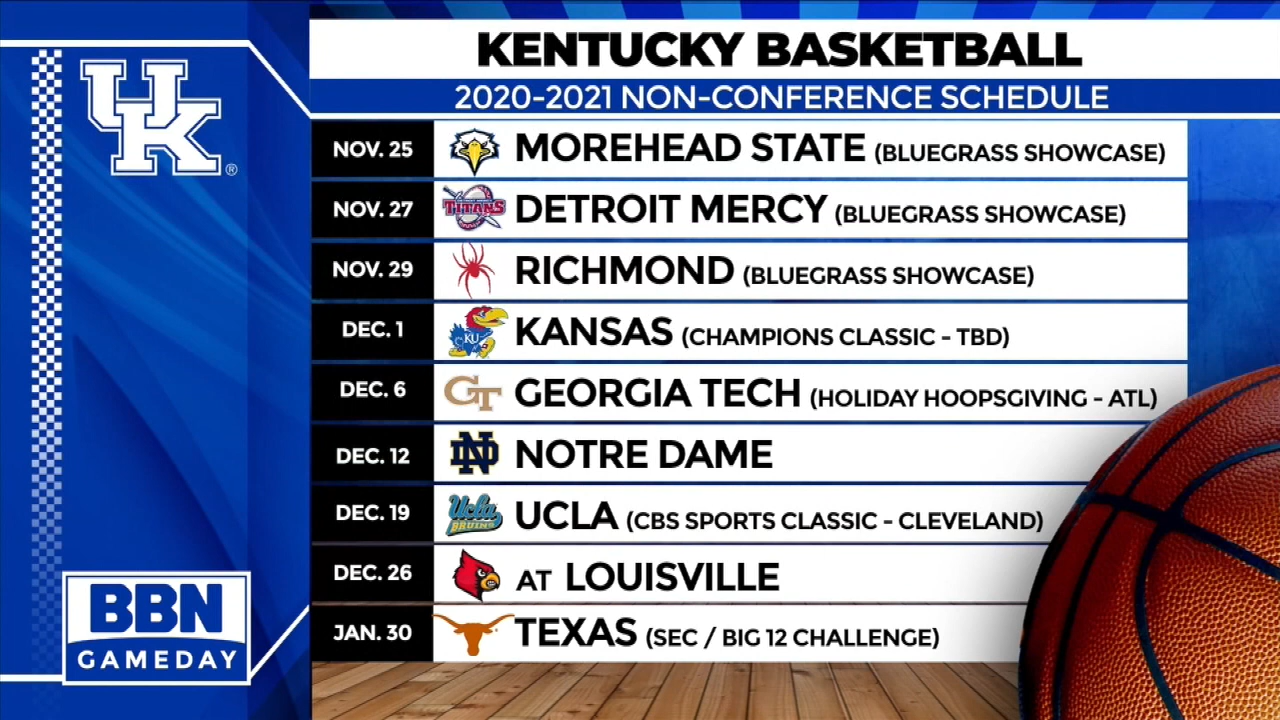 KENTUCKY BASKETBALL
2020-2021 NON-CONFERENCE SCHEDULE
UK ®
NOV. 25 MOREHEAD STATE (BLUEGRASS SHOWCASE)
NOV. 27 TITANS DETROIT MERCY (BLUEGRASS SHOWCASE)
NOV. 29 RICHMOND (BLUEGRASS SHOWCASE)
DEC. 1 KU KANSAS (CHAMPIONS CLASSIC - TBD)
DEC. 6 GT GEORGIA TECH (HOLIDAY HOOPSGIVING - ATL)
DEC. 12 ND NOTRE DAME
DEC. 19 Ucla BRUINS UCLA (CBS SPORTS CLASSIC - CLEVELAND)
DEC. 26 AT LOUISVILLE
JAN. 30 TEXAS (SEC / BIG 12 CHALLENGE)
BBN
GAMEDAY